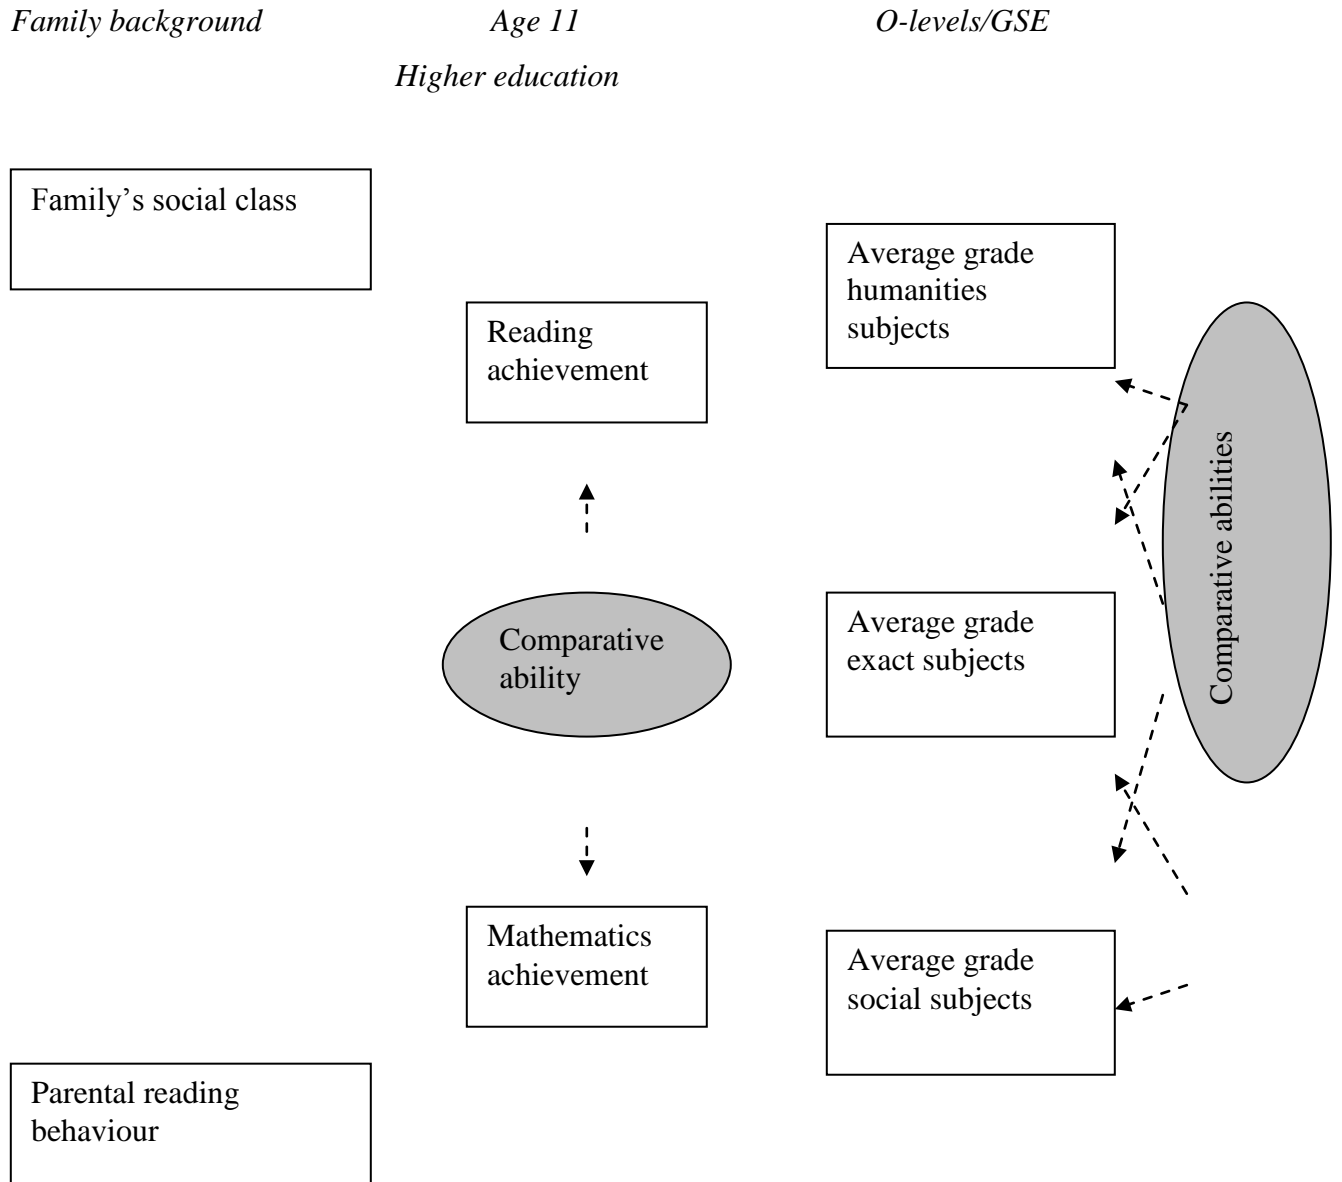 Family background Age 11 O-levels/GSE
Higher education
Family’s social class
Average grade
humanities
subjects
Reading
achievement
Comparative abilities
Comparative
ability
Average grade
exact subjects
Mathematics
achievement
Average grade
social subjects
Parental reading
behaviour